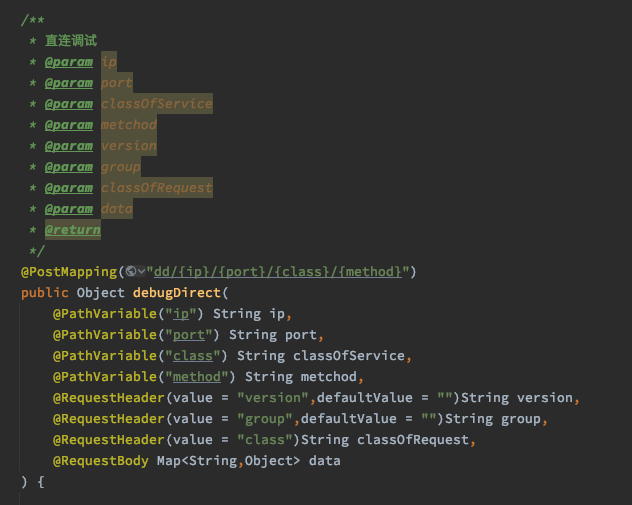 /**
 * 直连调试
 * @param ip
 * @param port
 * @param classOfService
 * @param metchod
 * @param version
 * @param group
 * @param classOfRequest
 * @param data
 * @return
 */
@PostMapping("dd/{ip}/{port}/{class}/{method}")
public Object debugDirect(
    @PathVariable("ip") String ip,
    @PathVariable("port") String port,
    @PathVariable("class") String classOfService,
    @PathVariable("method") String metchod,
    @RequestHeader(value = "version",defaultValue = "")String version,
    @RequestHeader(value = "group",defaultValue = "")String group,
    @RequestHeader(value = "class")String classOfRequest,
    @RequestBody Map<String,Object> data
) {